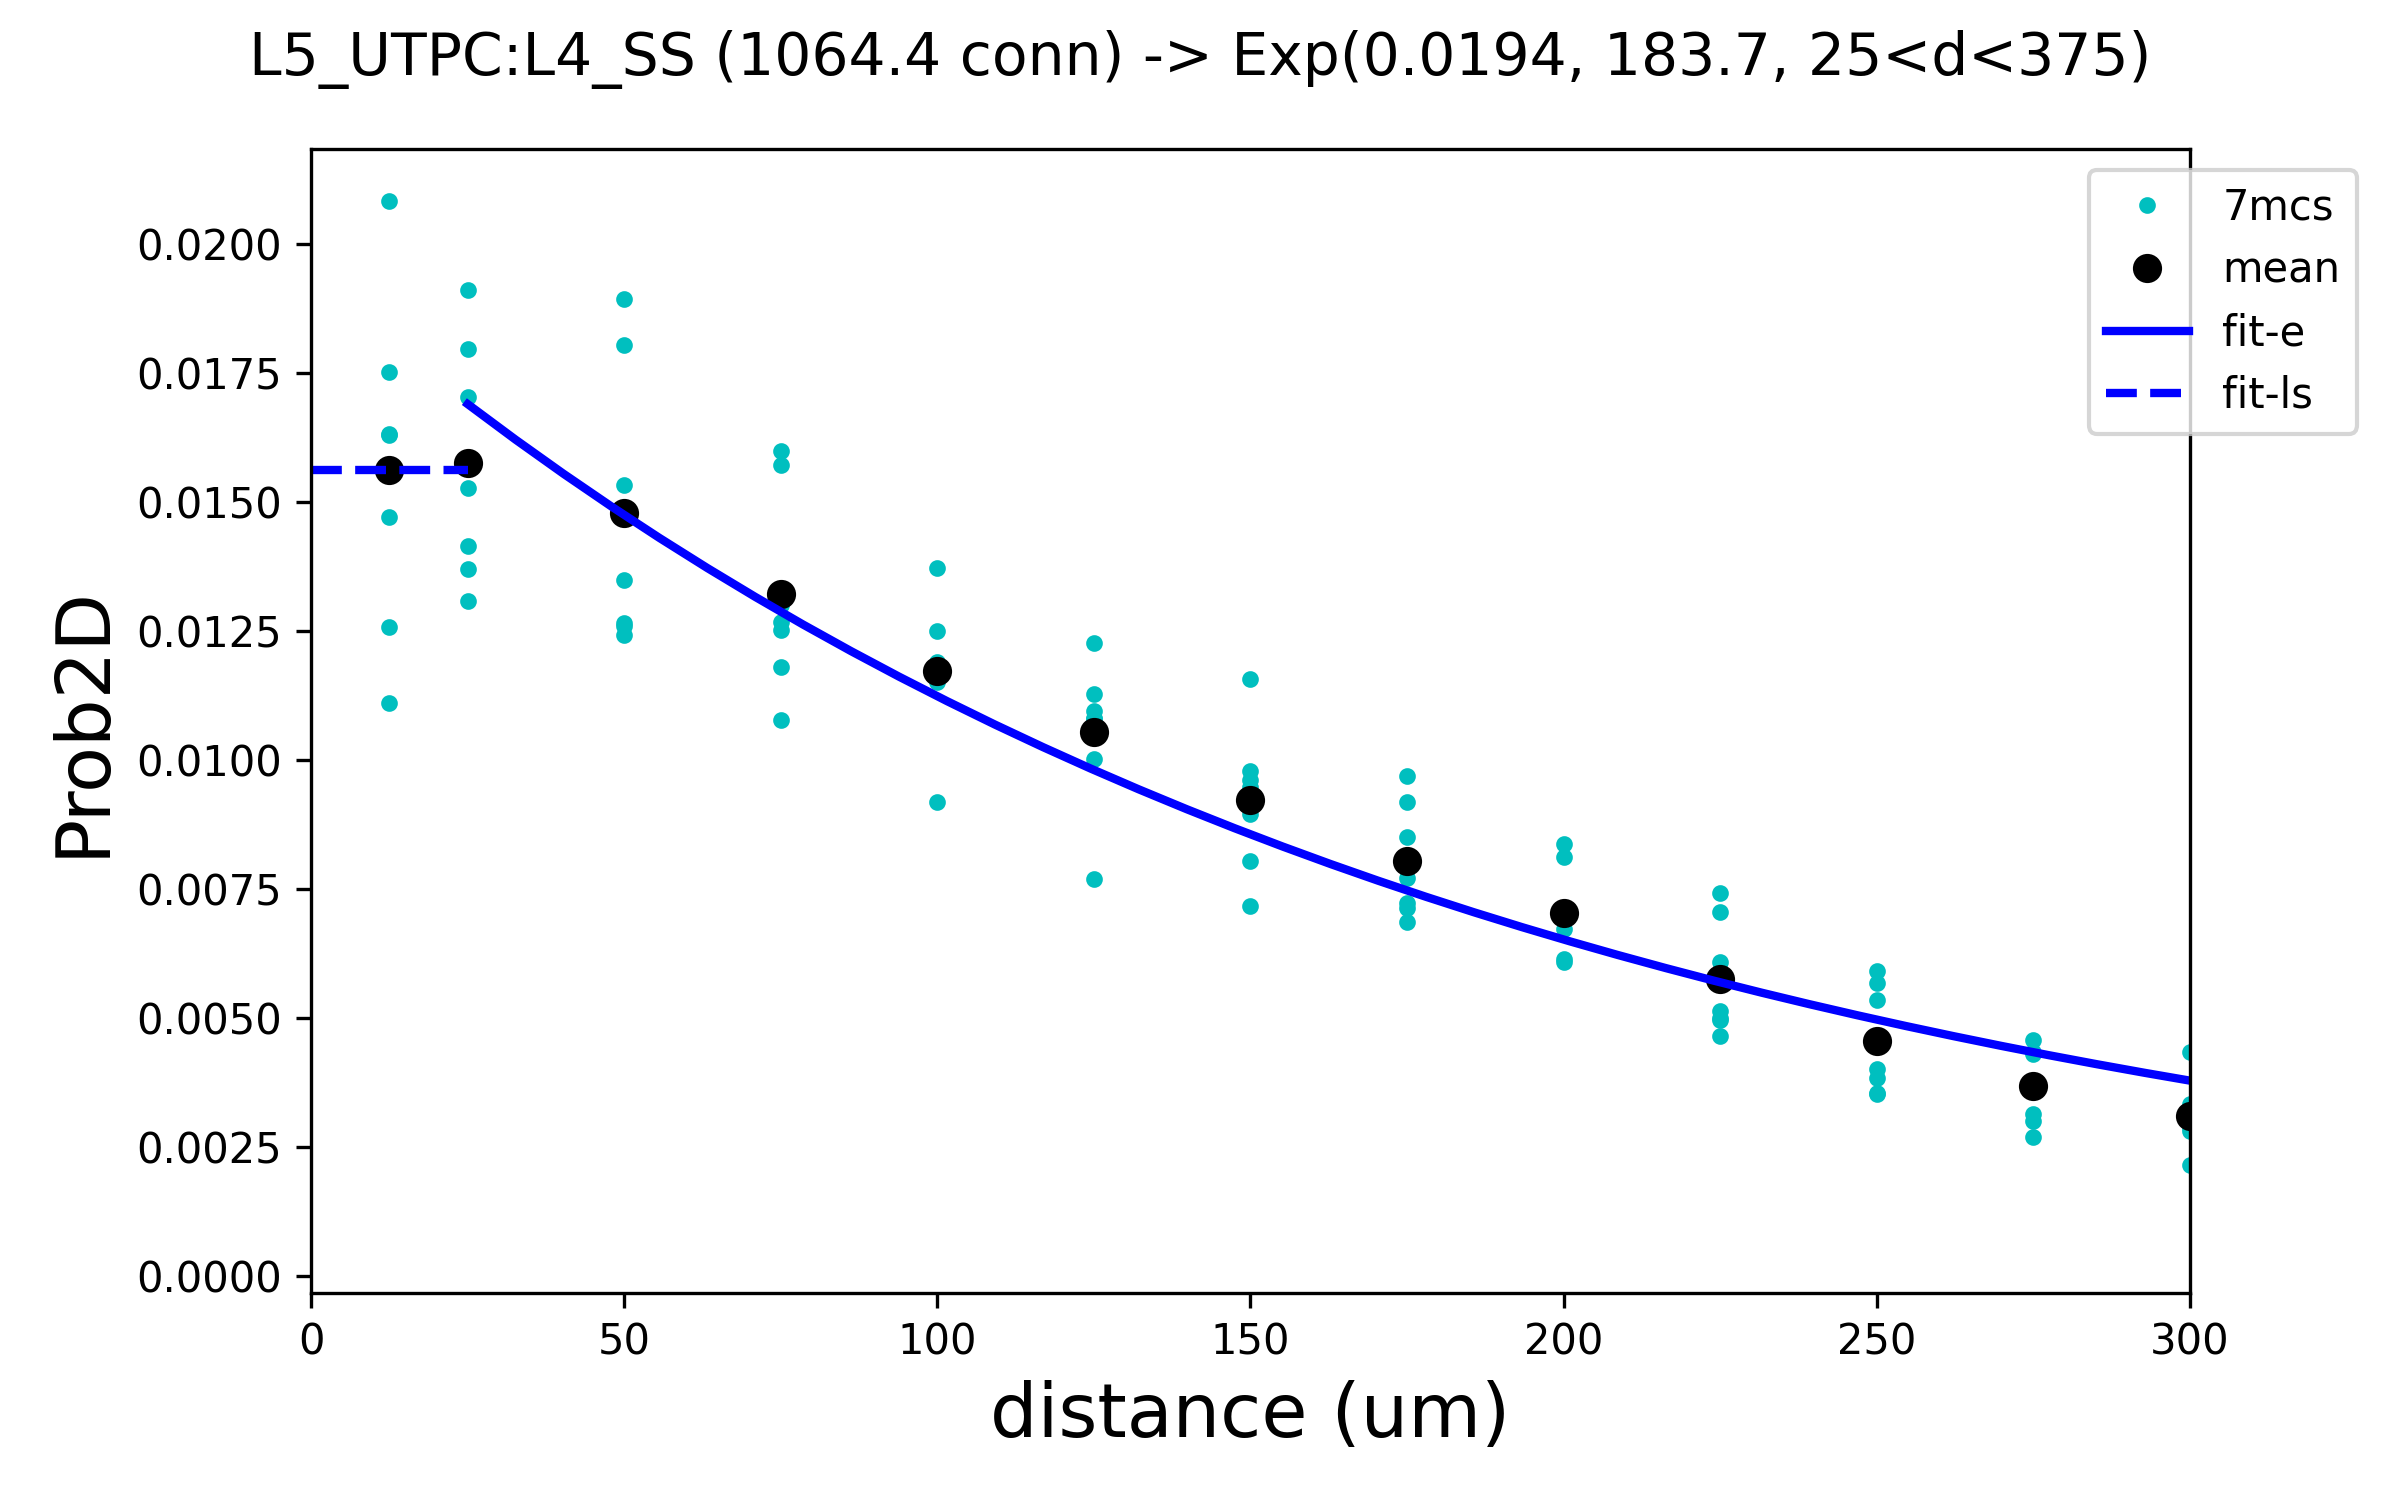 L5_UTPC:L4_SS (1064.4 conn) -> Exp(0.0194, 183.7, 25<d<375)
7mcs
mean
fit-e
fit-ls
Prob2D
0.0200
0.0175
0.0150
0.0125
0.0100
0.0075
0.0050
0.0025
0.0000
0 50 100 150 200 250 300
distance (um)